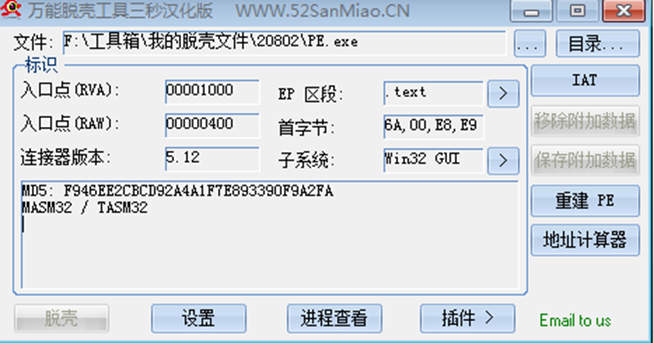 万能脱壳工具三秒汉化版 WWW.52SanMiao.CN
文件: F:\工具箱\我的脱壳文件\20802\PE.exe ... 目录...
标识
入口点(RVA): 00001000 EP 区段: .text > IAT
入口点(RAW): 00000400 首字节: 6A,00,E8,E9 移除附加数据
连接器版本: 5.12 子系统: Win32 GUI > 保存附加数据
MD5: F946EE2CBCD92A4A1F7E893390F9A2FA
MASM32 / TASM32
重建 PE
地址计算器
脱壳 设置 进程查看 插件 > Email to us